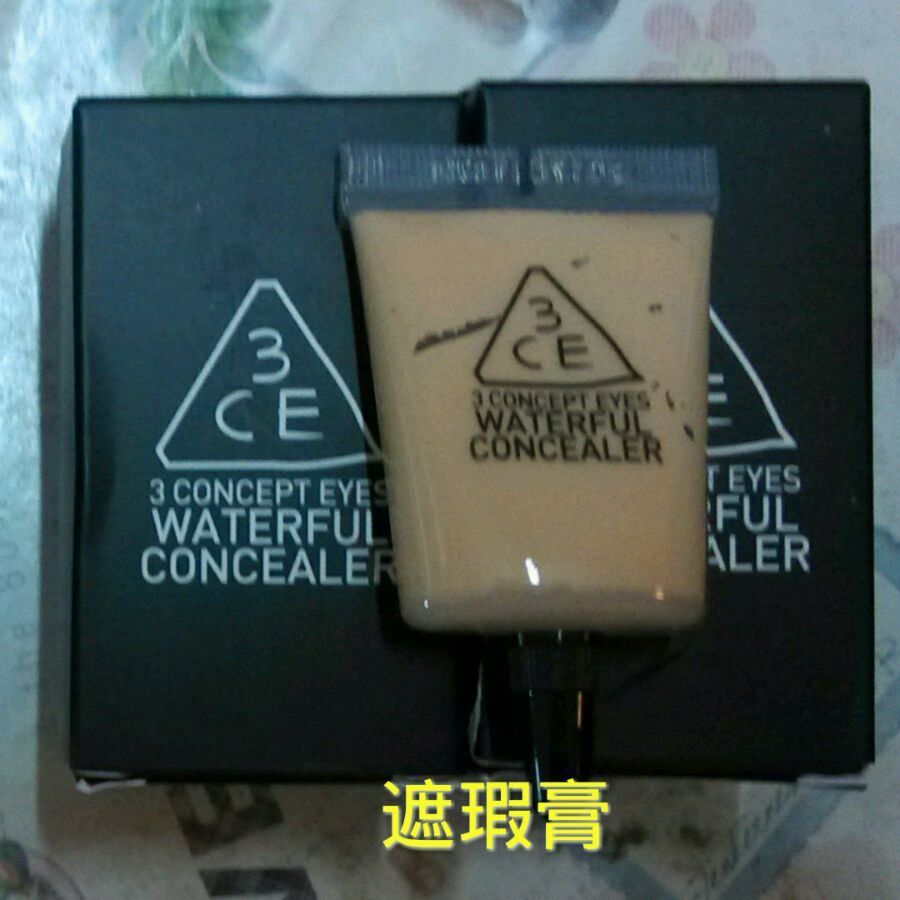 3
CE
3 CONCEPT EYES
WATERFUL
CONCEALER
3
CE
3 CONCEPT EYES
WATERFUL
CONCEALER
遮瑕膏